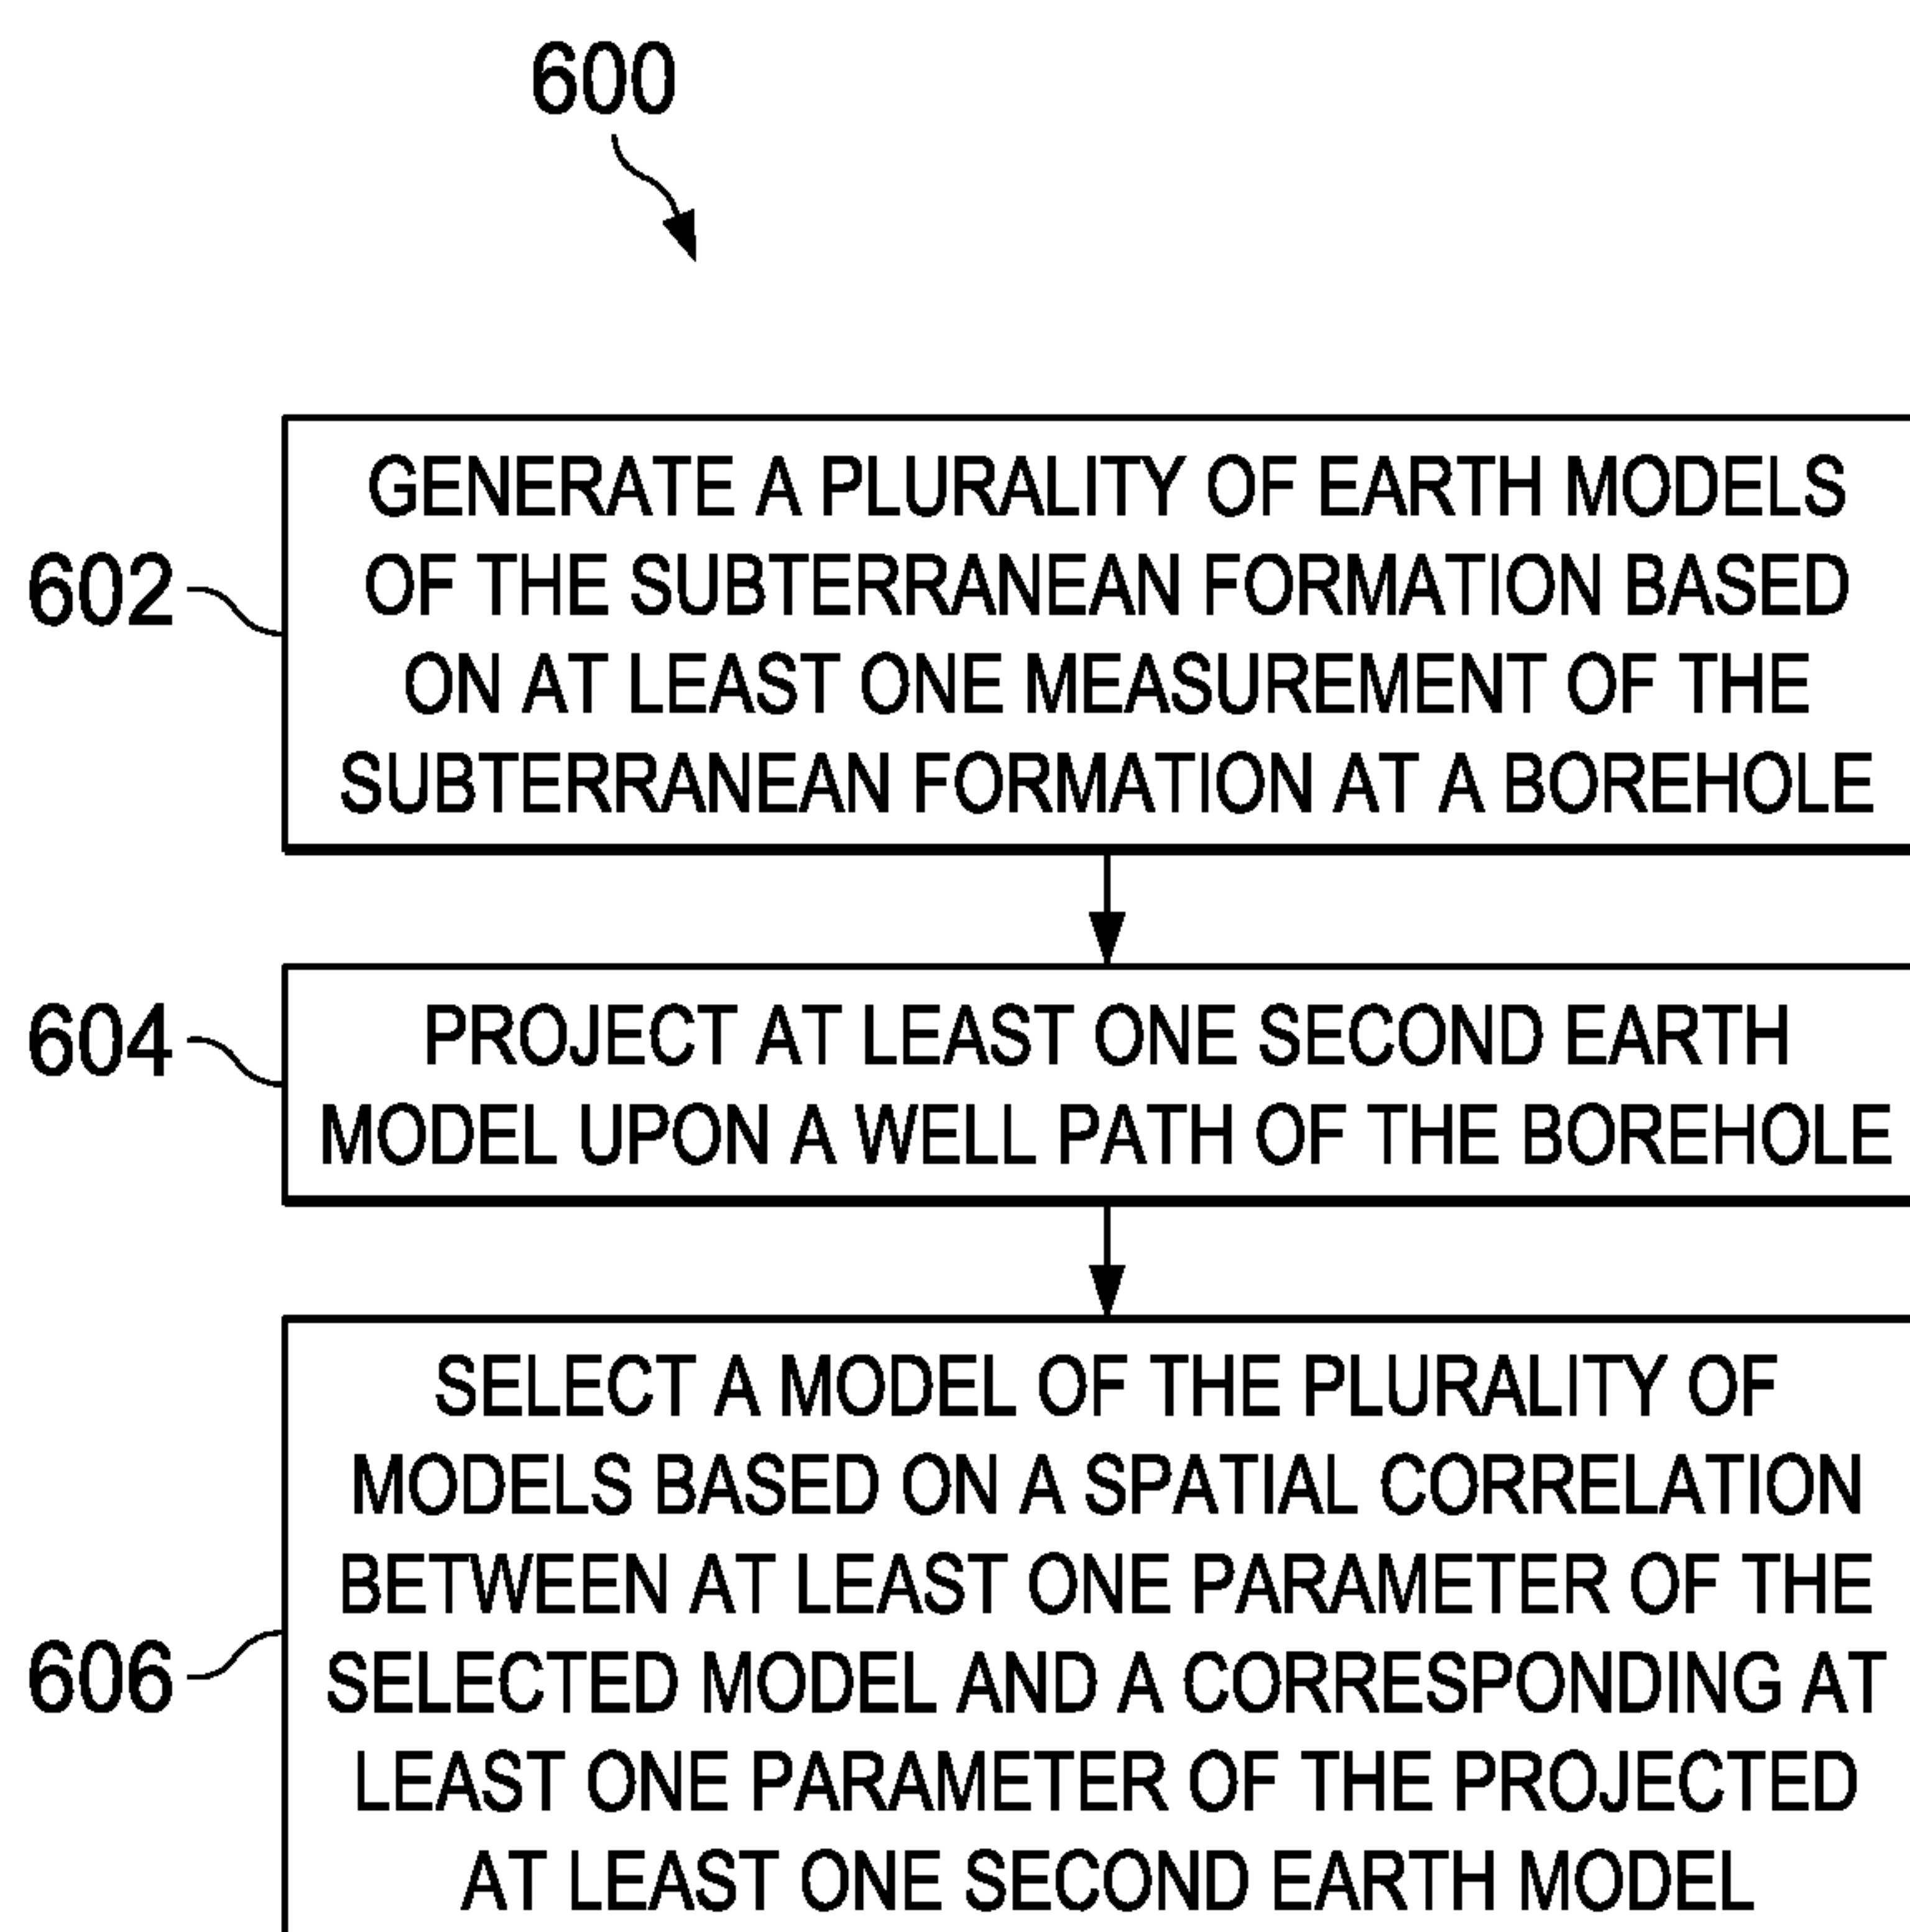 600
602
GENERATE A PLURALITY OF EARTH MODELS
OF THE SUBTERRANEAN FORMATION BASED
ON AT LEAST ONE MEASUREMENT OF THE
SUBTERRANEAN FORMATION AT A BOREHOLE
604
PROJECT AT LEAST ONE SECOND EARTH
MODEL UPON A WELL PATH OF THE BOREHOLE
606
SELECT A MODEL OF THE PLURALITY OF
MODELS BASED ON A SPATIAL CORRELATION
BETWEEN AT LEAST ONE PARAMETER OF THE
SELECTED MODEL AND A CORRESPONDING AT
LEAST ONE PARAMETER OF THE PROJECTED
AT LEAST ONE SECOND EARTH MODEL